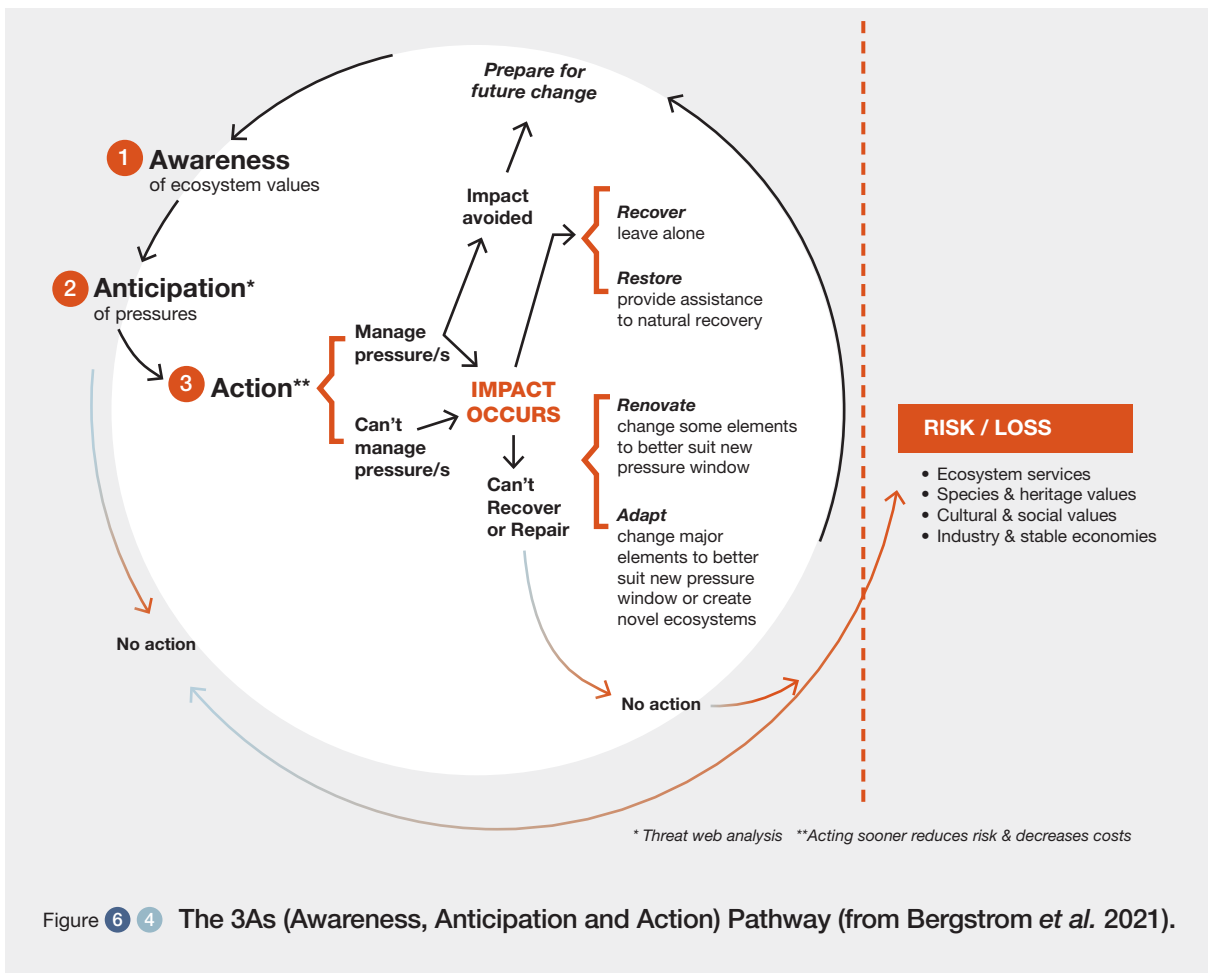 Prepare for
future change
1 Awareness
of ecosystem values
Impact
avoided
Recover
leave alone
Restore
provide assistance
to natural recovery
2 Anticipation*
of pressures
Manage
pressure/s
3 Action**
IMPACT
OCCURS
Can't
manage
pressure/s
Can't
Recover
or Repair
Renovate
change some elements
to better suit new
pressure window
Adapt
change major
elements to better
suit new pressure
window or create
novel ecosystems
No action
No action
RISK / LOSS
• Ecosystem services
• Species & heritage values
• Cultural & social values
• Industry & stable economies
* Threat web analysis **Acting sooner reduces risk & decreases costs
Figure 6 4 The 3As (Awareness, Anticipation and Action) Pathway (from Bergstrom et al. 2021).